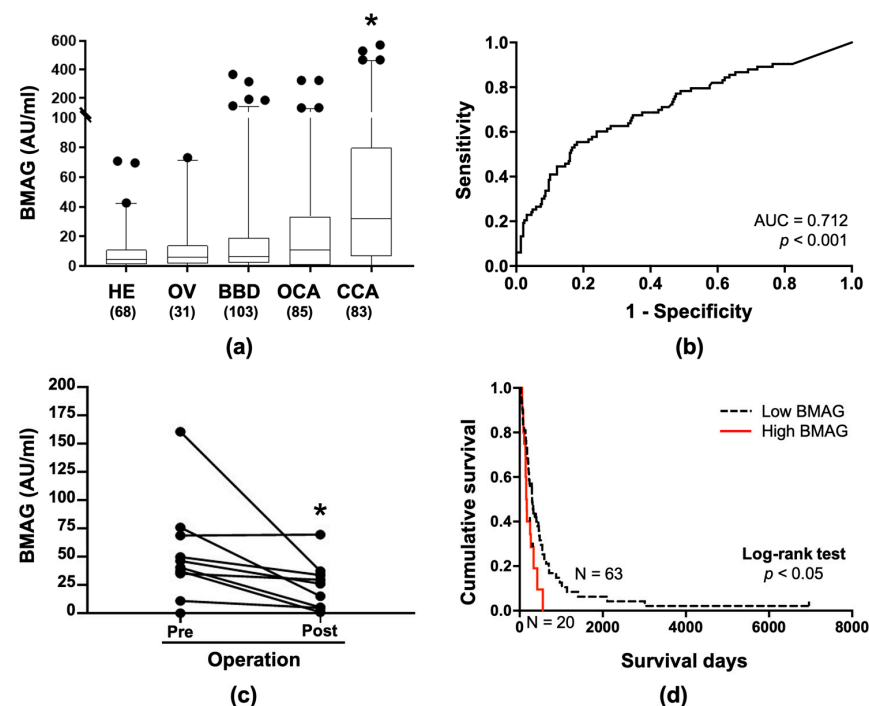 *
600
400
200
100
80
60
40
20
0
BMAG (AU/ml)
HE OV BBD OCA CCA
(68) (31) (103) (85) (83)
(a)
1.0
0.8
0.6
0.4
0.2
0.0
Sensitivity
AUC = 0.712
p < 0.001
0.0 0.2 0.4 0.6 0.8 1.0
1 - Specificity
(b)
200
175
150
125
100
75
50
25
0
BMAG (AU/ml)
*
Pre Post
Operation
(c)
1.0
0.8
0.6
0.4
0.2
0.0
Cumulative survival
Low BMAG
High BMAG
Log-rank test
p < 0.05
N = 63
N = 20
0 2000 4000 6000 8000
Survival days
(d)